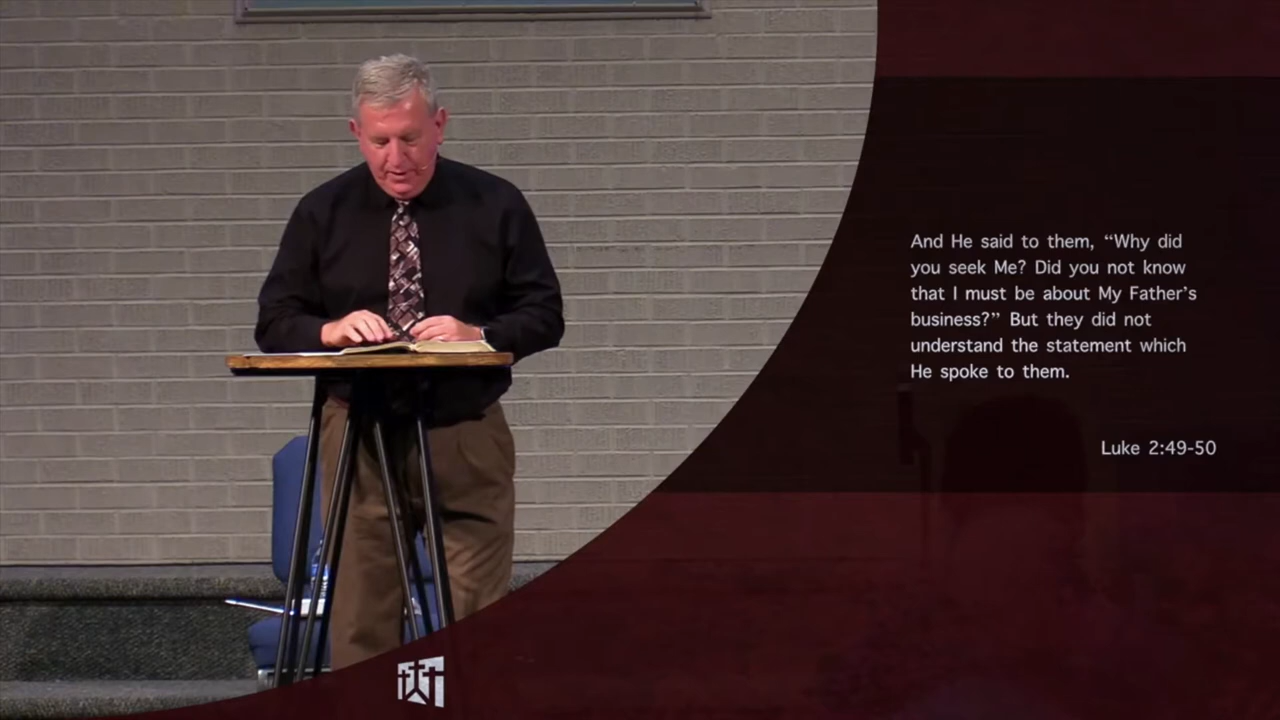 And He said to them, “Why did
you seek Me? Did you not know
that I must be about My Father’s
business?” But they did not
understand the statement which
He spoke to them.
Luke 2:49-50